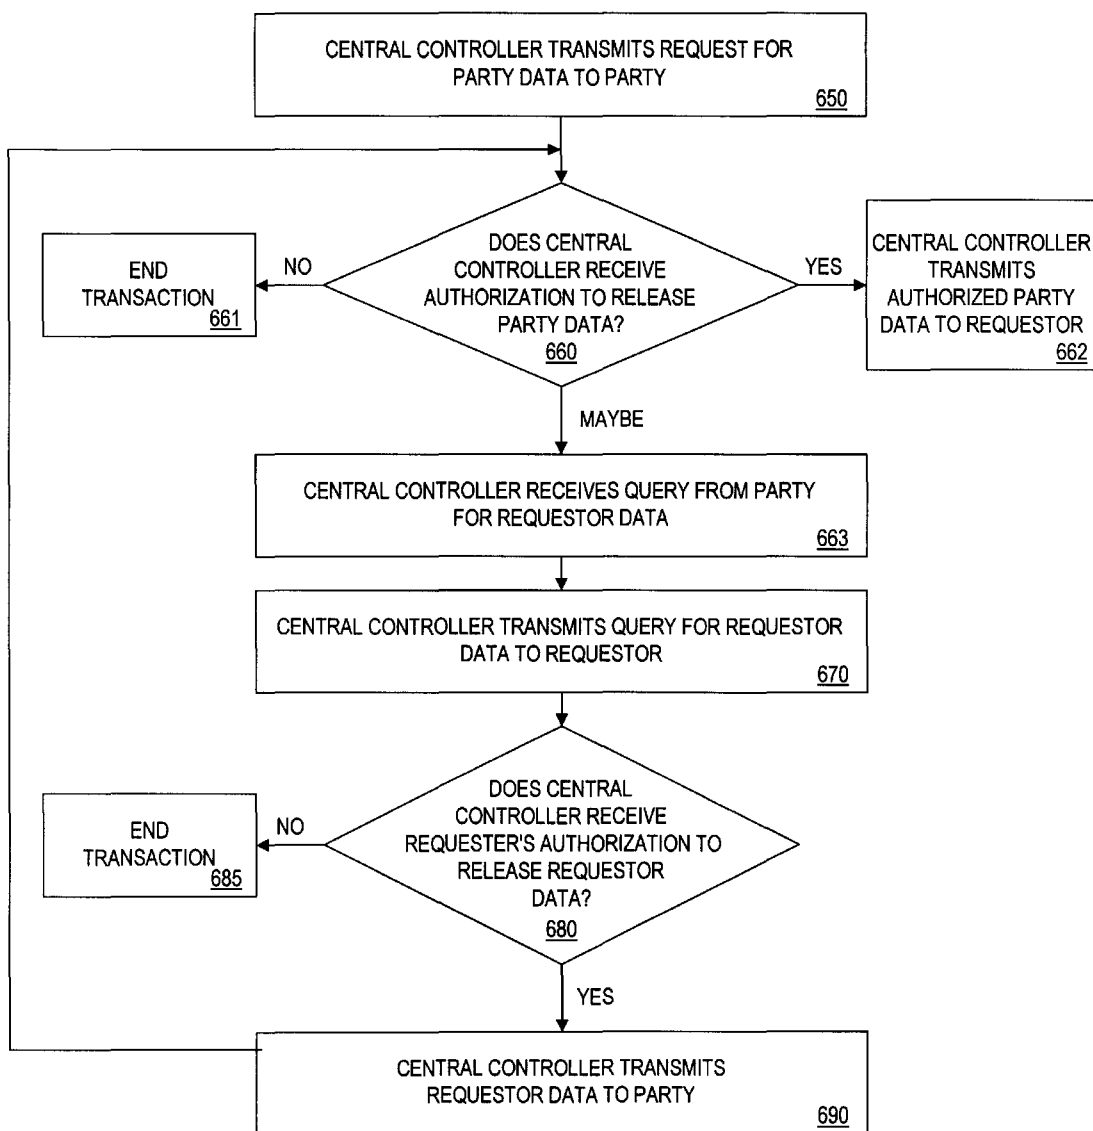 CENTRAL CONTROLLER TRANSMITS REQUEST FOR
PARTY DATA TO PARTY
650
DOES CENTRAL
CONTROLLER RECEIVE
AUTHORIZATION TO RELEASE
PARTY DATA?
660
NO
END
TRANSACTION
661
YES
CENTRAL CONTROLLER
TRANSMITS
AUTHORIZED PARTY
DATA TO REQUESTOR
662
MAYBE
CENTRAL CONTROLLER RECEIVES QUERY FROM PARTY
FOR REQUESTOR DATA
663
CENTRAL CONTROLLER TRANSMITS QUERY FOR REQUESTOR
DATA TO REQUESTOR
670
DOES CENTRAL
CONTROLLER RECEIVE
REQUESTER'S AUTHORIZATION TO
RELEASE REQUESTOR
DATA?
680
NO
END
TRANSACTION
685
YES
CENTRAL CONTROLLER TRANSMITS
REQUESTOR DATA TO PARTY
690